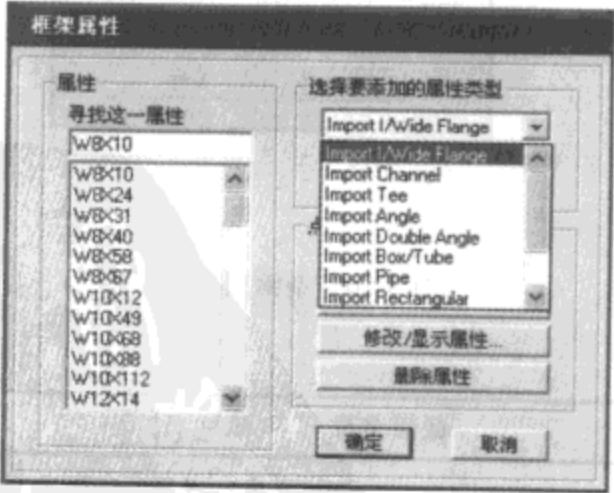 框架属性
属性
寻找这一属性
W8X10
W8X10
W8X24
W8X31
W8X40
W8X58
W8X67
W10X12
W10X49
W10X68
W10X88
W10X112
W12X14
选择要添加的属性类型
Import I/Wide Flange
Import I/Wide Flange
Import Channel
Import Tee
Import Angle
Import Double Angle
Import Box/Tube
Import Pipe
Import Rectangular
修改/显示属性...
删除属性
确定
取消